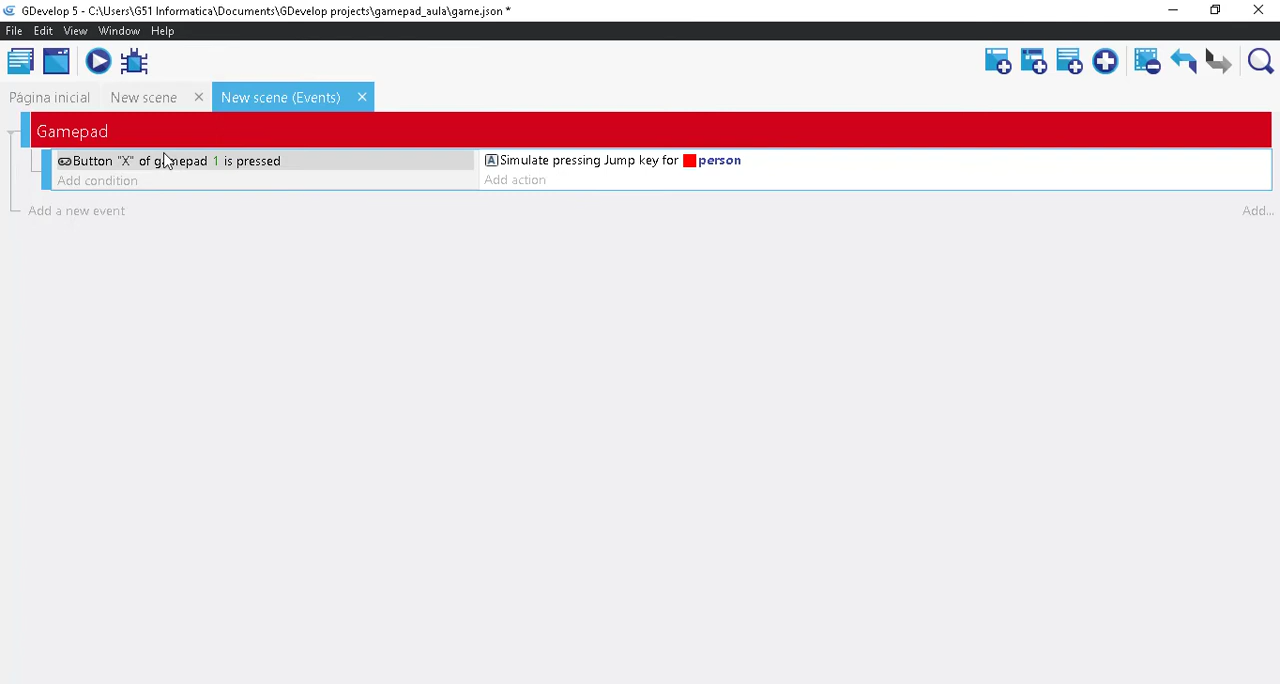 GDevelop 5 - C:\Users\G51 Informatica\Documents\GDevelop projects\gamepad_aula\game.json *
File Edit View Window Help
Página inicial New scene New scene (Events)
Gamepad
Button "X" of gamepad 1 is pressed Simulate pressing Jump key for person
Add condition Add action
Add a new event Add...